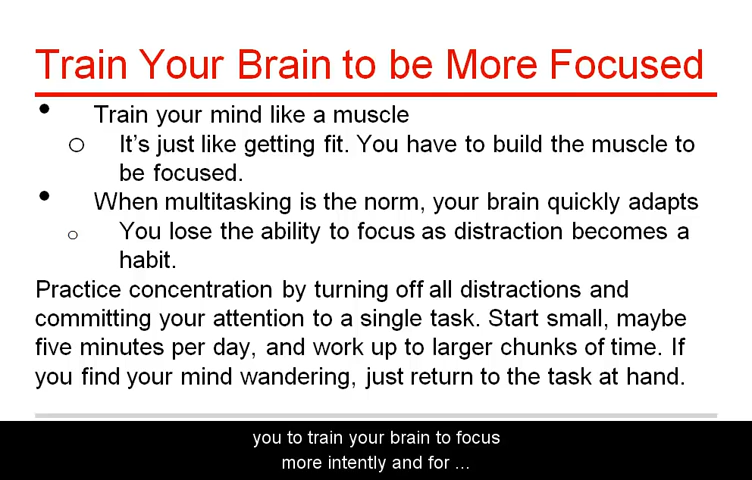 Train Your Brain to be More Focused
• Train your mind like a muscle
o It's just like getting fit. You have to build the muscle to
be focused.
• When multitasking is the norm, your brain quickly adapts
o You lose the ability to focus as distraction becomes a
habit.
Practice concentration by turning off all distractions and
committing your attention to a single task. Start small, maybe
five minutes per day, and work up to larger chunks of time. If
you find your mind wandering, just return to the task at hand.
you to train your brain to focus
more intently and for ...